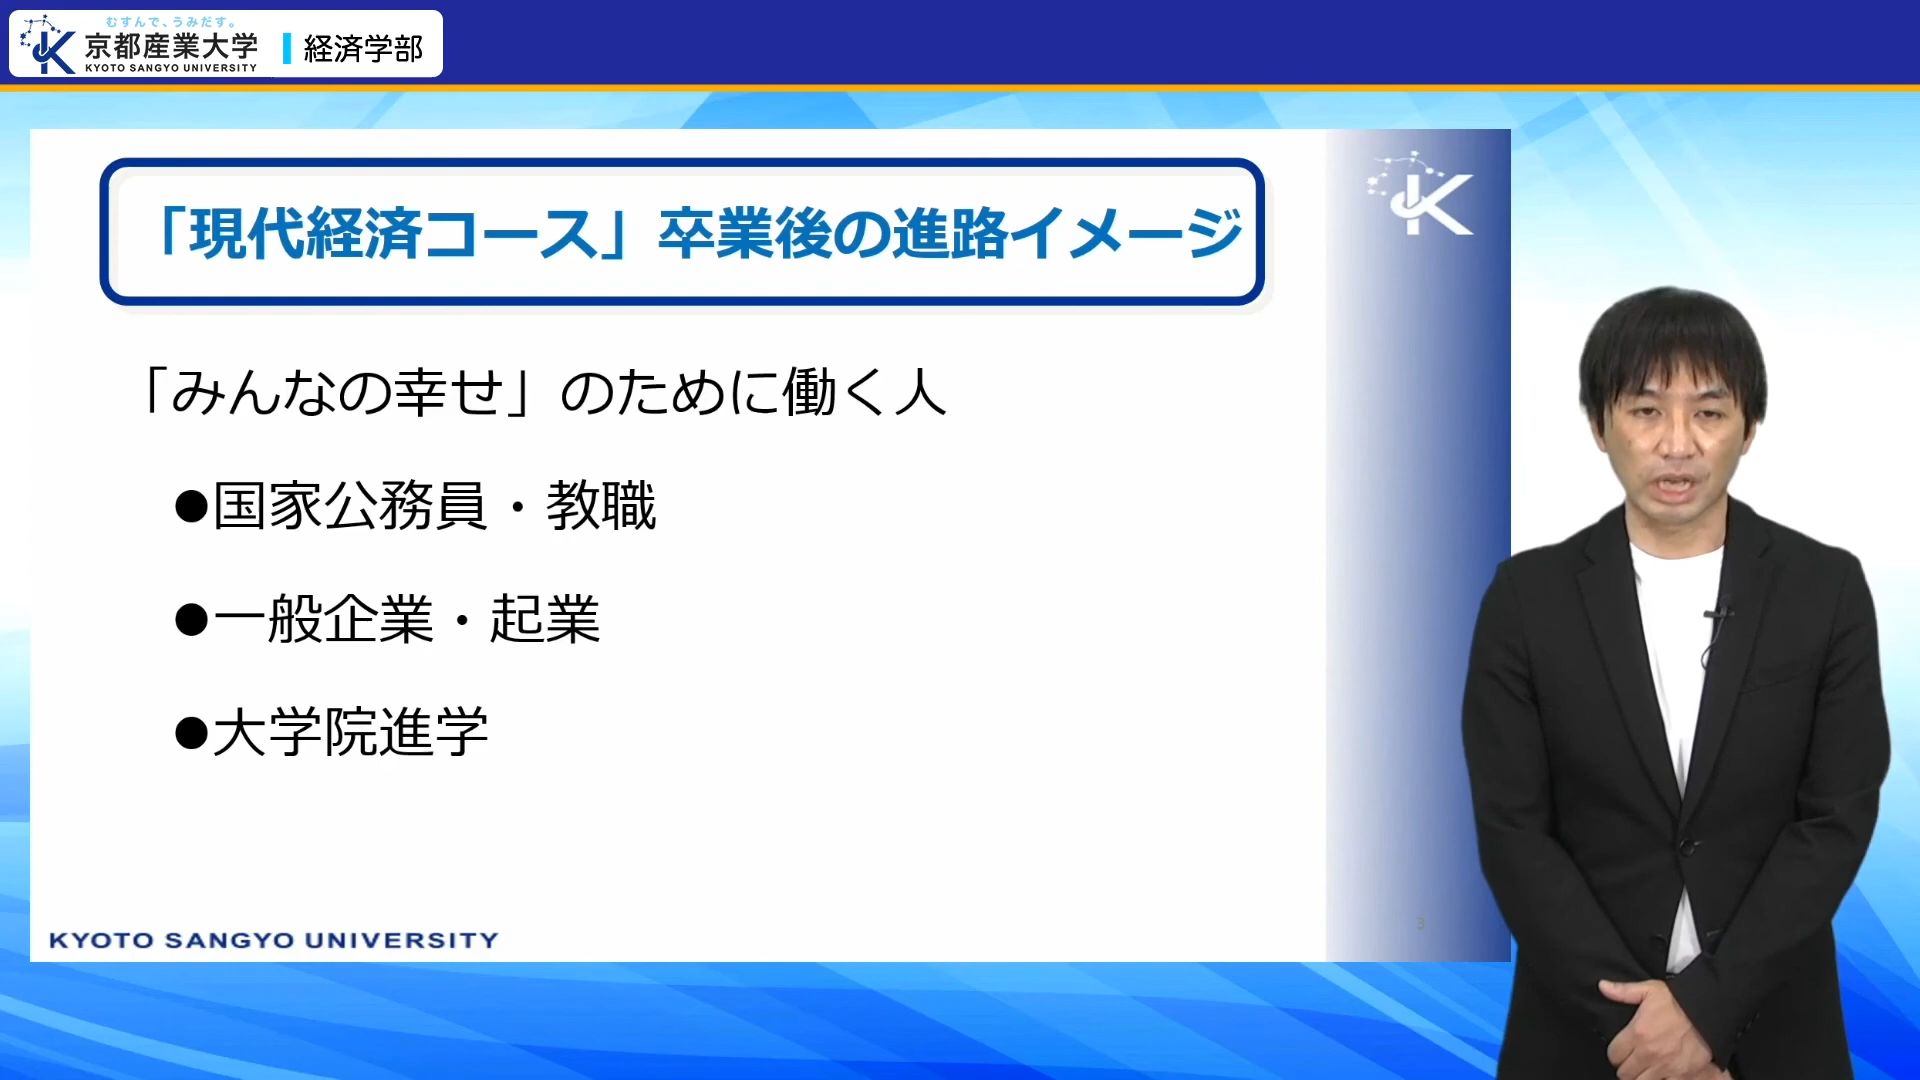 むすんで、うみだす。
京都産業大学
KYOTO SANGYO UNIVERSITY
経済学部
「現代経済コース」卒業後の進路イメージ
「みんなの幸せ」のために働く人
●国家公務員・教職
●一般企業・起業
●大学院進学
KYOTO SANGYO UNIVERSITY
3